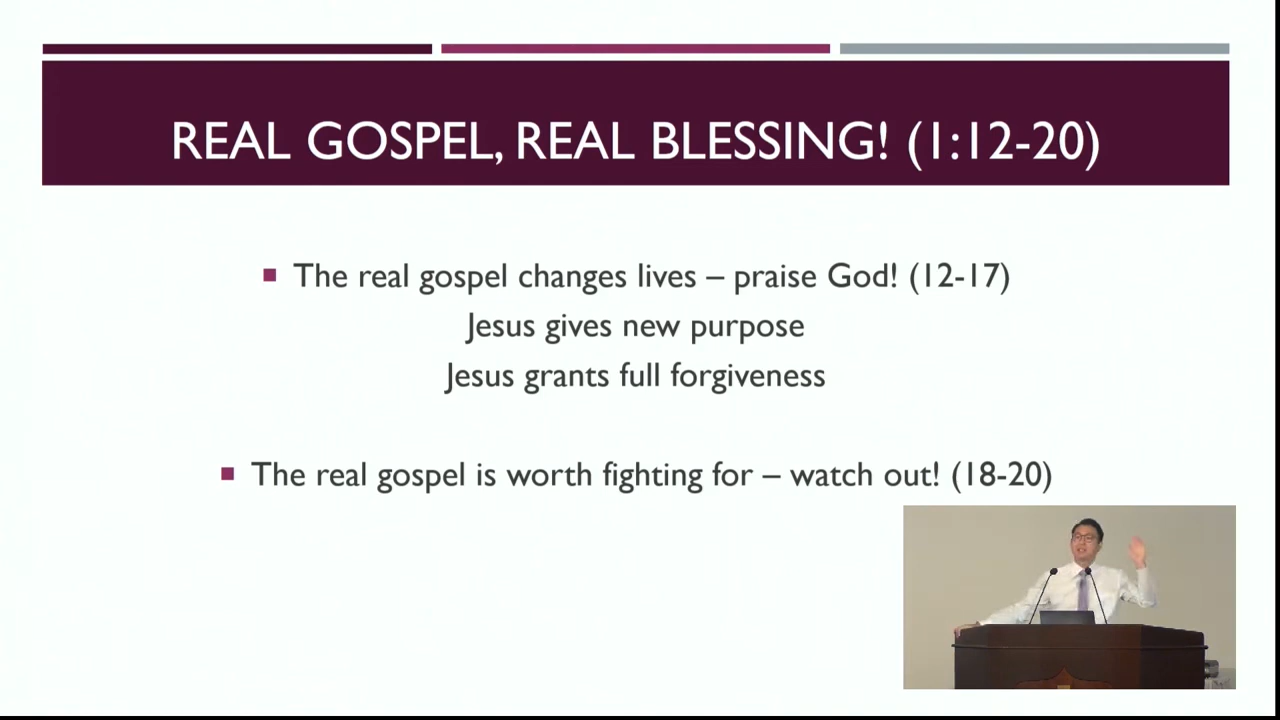 REAL GOSPEL, REAL BLESSING! (1:12-20)
The real gospel changes lives – praise God! (12-17)
Jesus gives new purpose
Jesus grants full forgiveness
The real gospel is worth fighting for – watch out! (18-20)